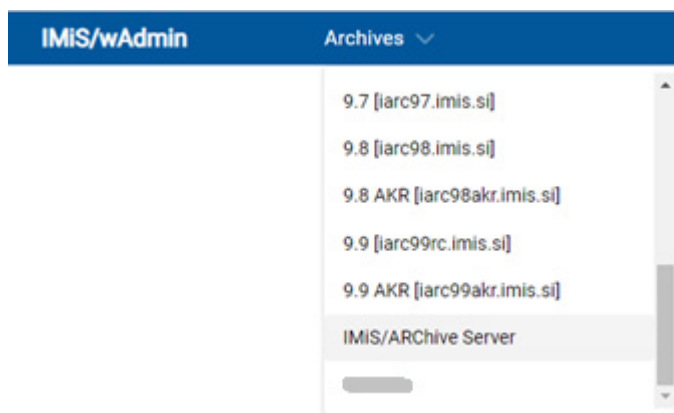 IMiS/wAdmin Archives
9.7 [iarc97.imis.si]
9.8 [iarc98.imis.si]
9.8 AKR [iarc98akr.imis.si]
9.9 [iarc99rc.imis.si]
9.9 AKR [iarc99akr.imis.si]
IMiS/ARChive Server